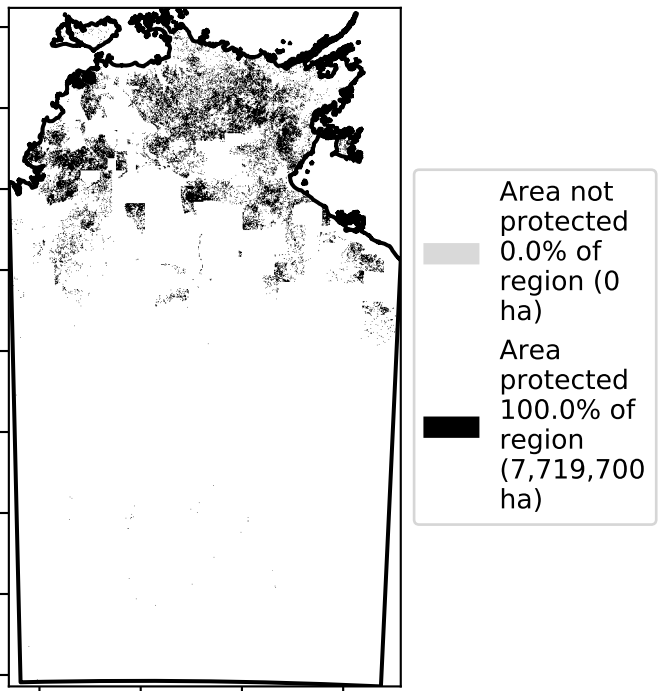 Area not
protected
0.0% of
region (0
ha)
Area
protected
100.0% of
region
(7,719,700
ha)